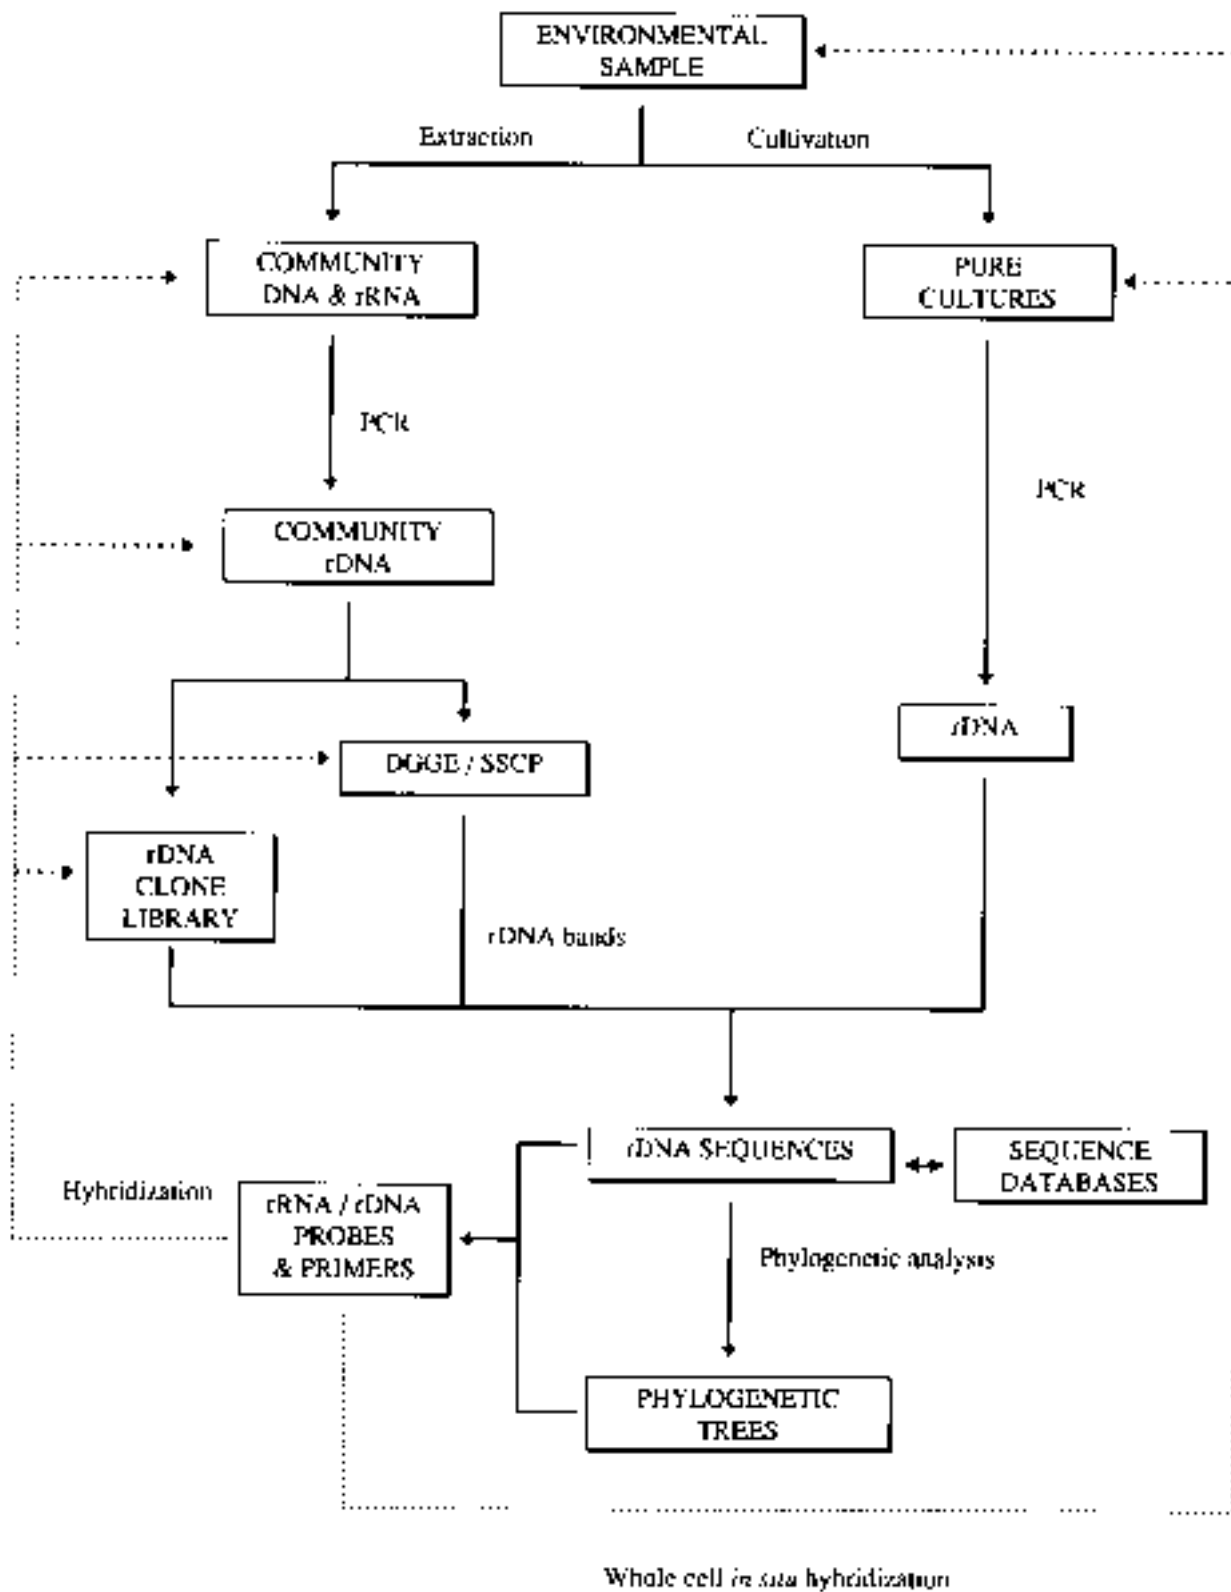 ENVIRONMENTAL
SAMPLE
Extraction
Cultivation
COMMUNITY
DNA & rRNA
PURE
CULTURES
PCR
PCR
COMMUNITY
rDNA
rDNA
DGGE / SSCP
rDNA
CLONE
LIBRARY
rDNA bands
rDNA SEQUENCES
SEQUENCE
DATABASES
Hybridization
rRNA / rDNA
PROBES
& PRIMERS
Phylogenetic analysis
PHYLOGENETIC
TREES
Whole cell in situ hybridization